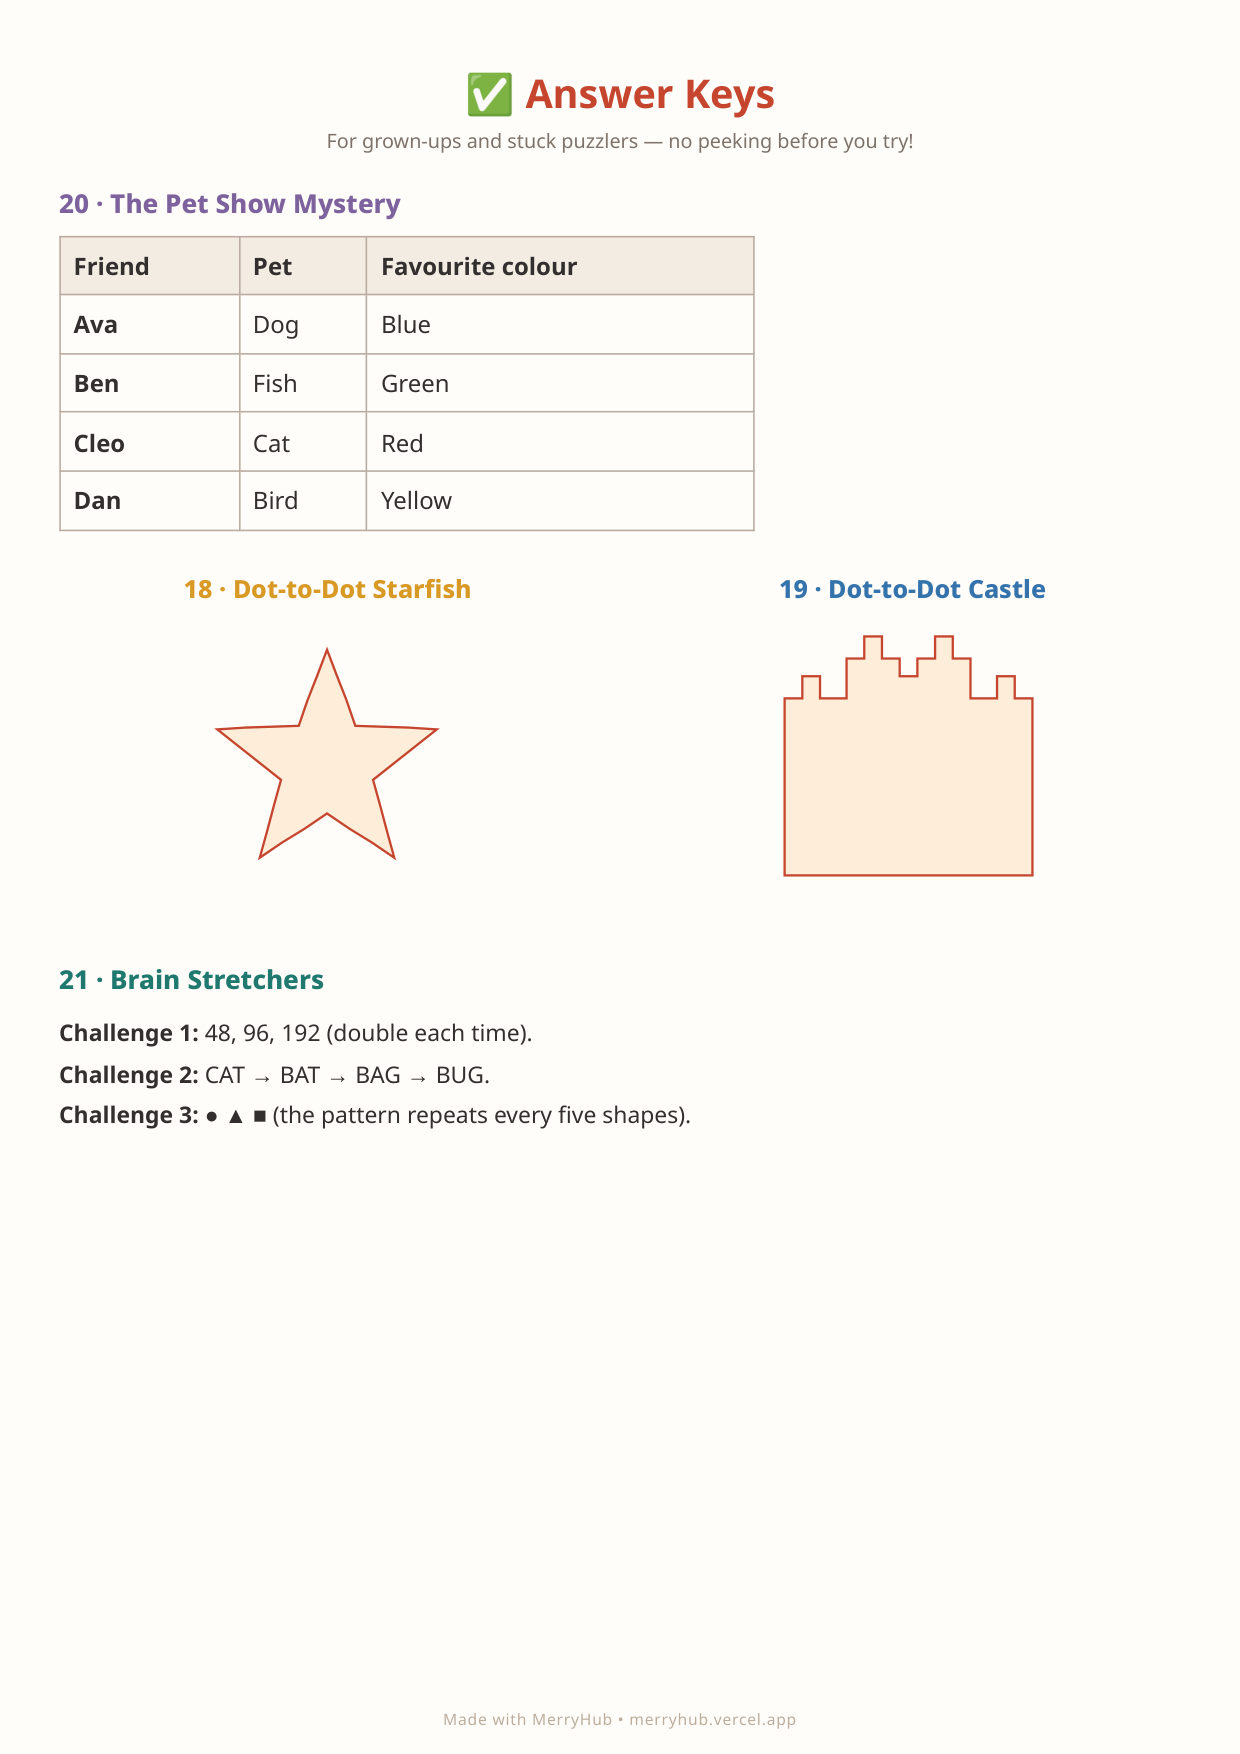 ✅ Answer Keys
For grown-ups and stuck puzzlers — no peeking before you try!
20 · The Pet Show Mystery
Friend Pet Favourite colour
Ava Dog Blue
Ben Fish Green
Cleo Cat Red
Dan Bird Yellow
18 · Dot-to-Dot Starfish
19 · Dot-to-Dot Castle
21 · Brain Stretchers
Challenge 1: 48, 96, 192 (double each time).
Challenge 2: CAT → BAT → BAG → BUG.
Challenge 3: ● ▲ ■ (the pattern repeats every five shapes).
Made with MerryHub • merryhub.vercel.app